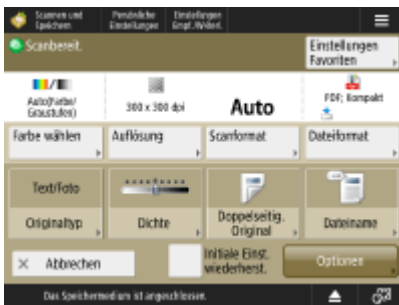 Scannen und
Speichern
Persönliche
Einstellungen
Einstellungen
Empf./Weiterl.
Scanbereit.
Einstellungen
Favoriten
Auto(Farbe/
Graustufen)
300 x 300 dpi
Auto
PDF; Kompakt
Farbe wählen
Auflösung
Scanformat
Dateiformat
Text/Foto
Originaltyp
Dichte
Doppelseitig.
Original
Dateiname
Abbrechen
Initiale Einst.
wiederherst.
Optionen
Das Speichermedium ist angeschlossen.